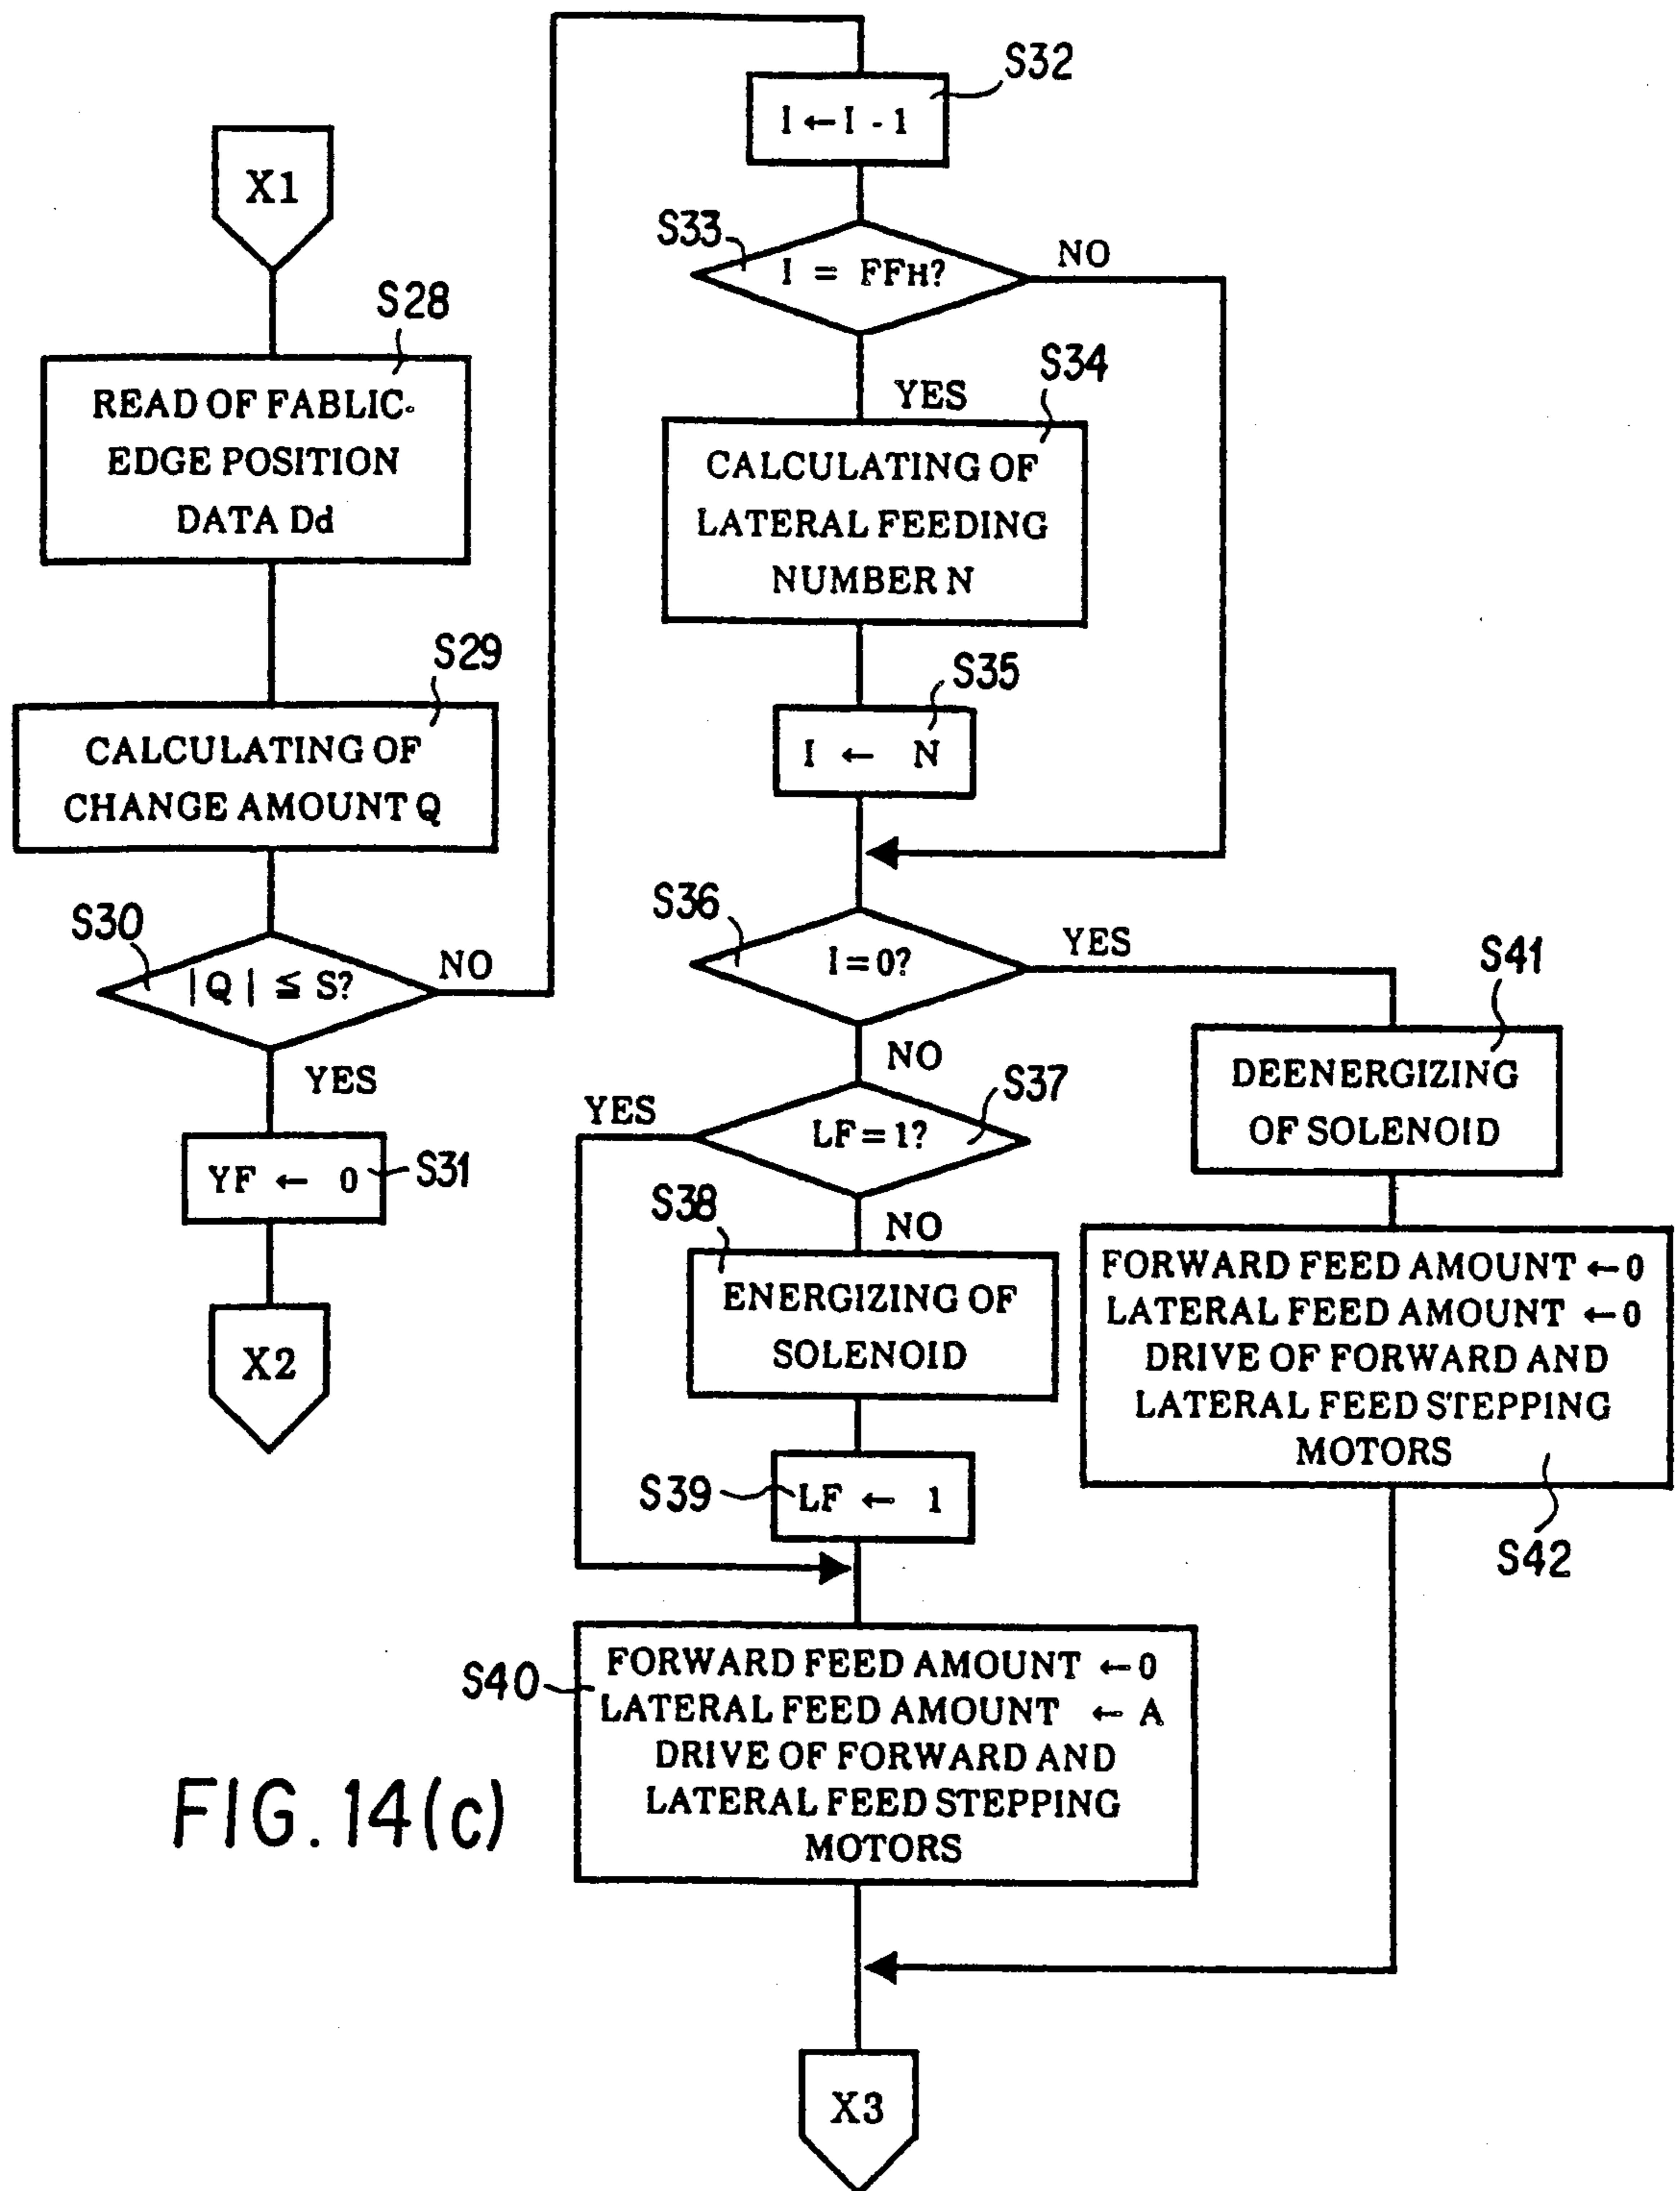 X1
S28
READ OF FABLIC-
EDGE POSITION
DATA Dd
S29
CALCULATING OF
CHANGE AMOUNT Q
S30
|Q| ≦ S?
NO
YES
YF ← 0
S31
X2
S32
I ← I - 1
S33
I = FFH?
NO
YES
S34
CALCULATING OF
LATERAL FEEDING
NUMBER N
S35
I ← N
S36
I = 0?
YES
NO
S37
LF = 1?
YES
NO
S38
ENERGIZING OF
SOLENOID
S39
LF ← 1
S40
FORWARD FEED AMOUNT ← 0
LATERAL FEED AMOUNT ← A
DRIVE OF FORWARD AND
LATERAL FEED STEPPING
MOTORS
S41
DEENERGIZING
OF SOLENOID
FORWARD FEED AMOUNT ← 0
LATERAL FEED AMOUNT ← 0
DRIVE OF FORWARD AND
LATERAL FEED STEPPING
MOTORS
S42
X3
FIG. 14(c)